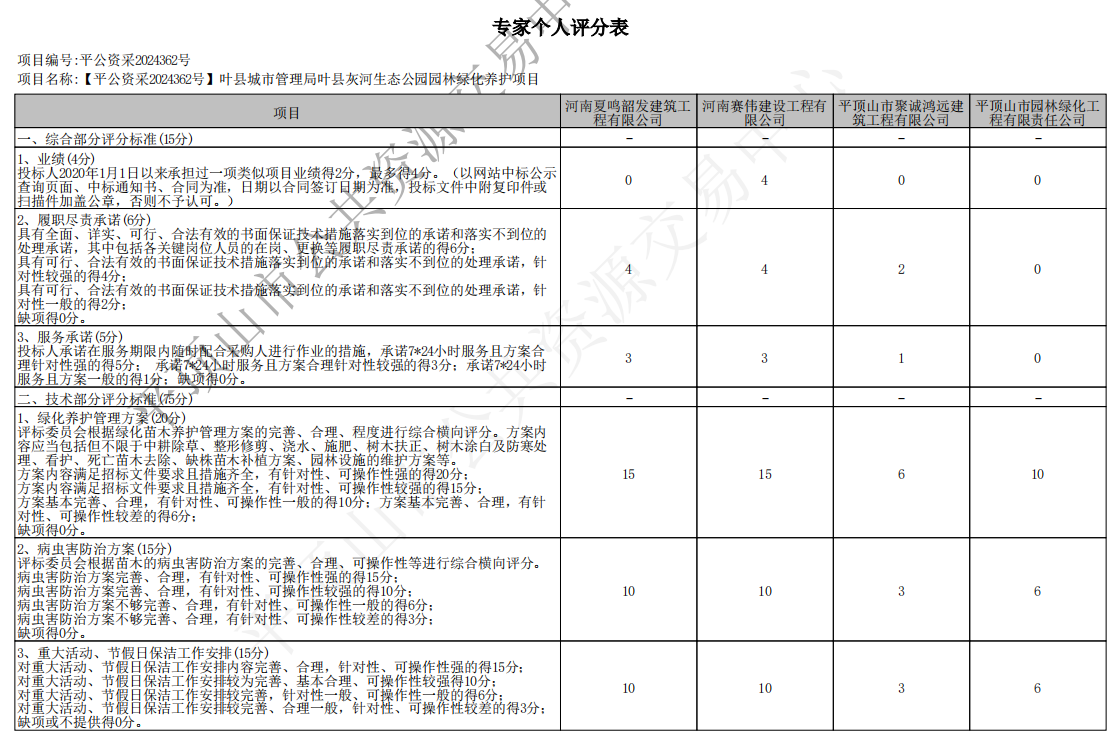 专家个人评分表
项目编号:平公资采2024362号
项目名称:【平公资采2024362号】叶县城市管理局叶县灰河生态公园园林绿化养护项目
项目
河南夏鸣韶发建筑工
程有限公司
河南赛伟建设工程有
限公司
平顶山市聚诚鸿远建
筑工程有限公司
平顶山市园林绿化工
程有限责任公司
一、综合部分评分标准(15分)
－ － － －
1、业绩(4分)
投标人2020年1月1日以来承担过一项类似项目业绩得2分，最多得4分。（以网站中标公示
查询页面、中标通知书、合同为准，日期以合同签订日期为准，投标文件中附复印件或
扫描件加盖公章，否则不予认可。）
0 4 0 0
2、履职尽责承诺(6分)
具有全面、详实、可行、合法有效的书面保证技术措施落实到位的承诺和落实不到位的
处理承诺，其中包括各关键岗位人员的在岗、更换等履职尽责承诺的得6分；
具有可行、合法有效的书面保证技术措施落实到位的承诺和落实不到位的处理承诺，针
对性较强的得4分；
具有可行、合法有效的书面保证技术措施落实到位的承诺和落实不到位的处理承诺，针
对性一般的得2分；
缺项得0分。
4 4 2 0
3、服务承诺(5分)
投标人承诺在服务期限内随时配合采购人进行作业的措施，承诺7*24小时服务且方案合
理针对性强的得5分； 承诺7*24小时服务且方案合理针对性较强的得3分；承诺7*24小时
服务且方案一般的得1分；缺项得0分。
3 3 1 0
二、技术部分评分标准(75分)
－ － － －
1、绿化养护管理方案(20分)
评标委员会根据绿化苗木养护管理方案的完善、合理、程度进行综合横向评分。方案内
容应当包括但不限于中耕除草、整形修剪、浇水、施肥、树木扶正、树木涂白及防寒处
理、看护、死亡苗木去除、缺株苗木补植方案、园林设施的维护方案等。
方案内容满足招标文件要求且措施齐全，有针对性、可操作性强的得20分；
方案内容满足招标文件要求且措施齐全，有针对性、可操作性较强的得15分；
方案基本完善、合理，有针对性、可操作性一般的得10分；方案基本完善、合理，有针
对性、可操作性较差的得6分；
缺项得0分。
15 15 6 10
2、病虫害防治方案(15分)
评标委员会根据苗木的病虫害防治方案的完善、合理、可操作性等进行综合横向评分。
病虫害防治方案完善、合理，有针对性、可操作性强的得15分；
病虫害防治方案完善、合理，有针对性、可操作性较强的得10分；
病虫害防治方案不够完善、合理，有针对性、可操作性一般的得6分；
病虫害防治方案不够完善、合理，有针对性、可操作性较差的得3分；
缺项得0分。
10 10 3 6
3、重大活动、节假日保洁工作安排(15分)
对重大活动、节假日保洁工作安排内容完善、合理，针对性、可操作性强的得15分；
对重大活动、节假日保洁工作安排较为完善、基本合理、可操作性较强得10分；
对重大活动、节假日保洁工作安排较完善，针对性一般、可操作性一般的得6分；
对重大活动、节假日保洁工作安排较完善、合理一般，针对性、可操作性较差的得3分；
缺项或不提供得0分。
10 10 3 6
平顶山市公共资源交易中
平顶山市公共资源交易中心